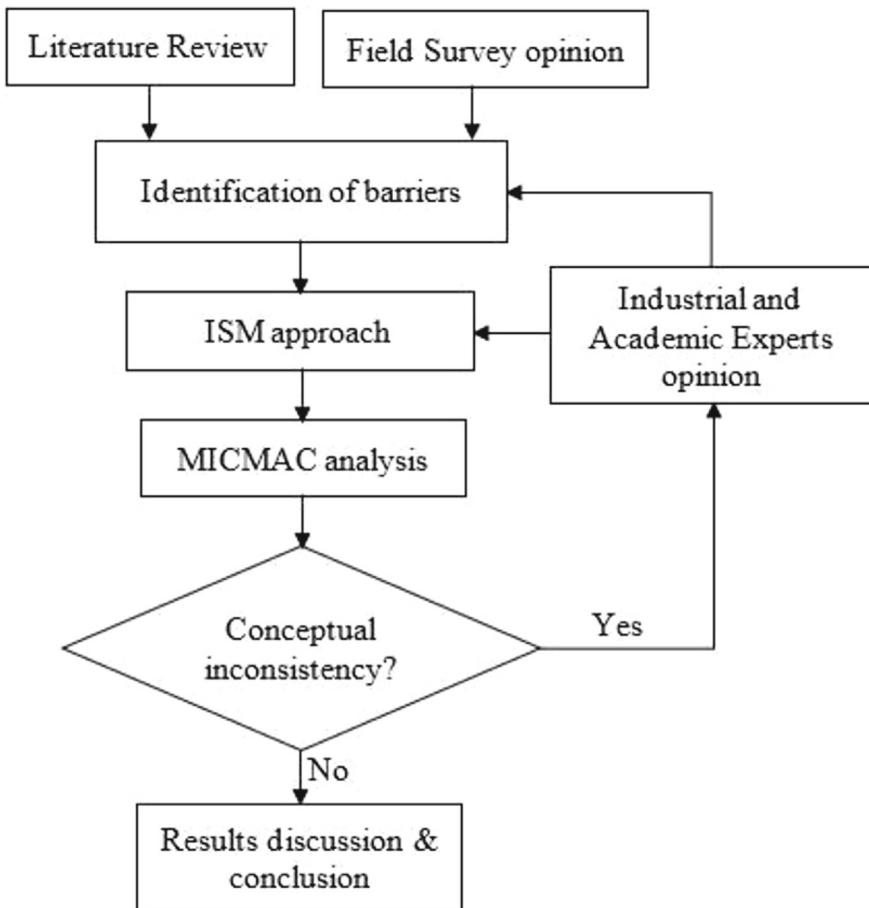 Literature Review
Field Survey opinion
Identification of barriers
Industrial and
Academic Experts
opinion
ISM approach
MICMAC analysis
Conceptual
inconsistency?
Yes
No
Results discussion &
conclusion